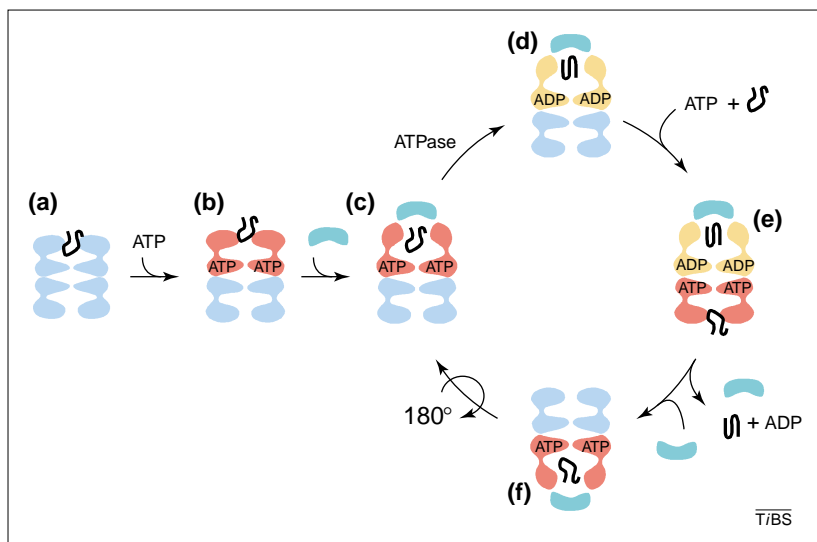 (d)
ADP ADP
ATP +
ATPase
(a)
ATP
(b)
ATP ATP
(c)
ATP ATP
(e)
ADP ADP
ATP ATP
180°
ATP ATP
(f)
+ ADP
TiBS